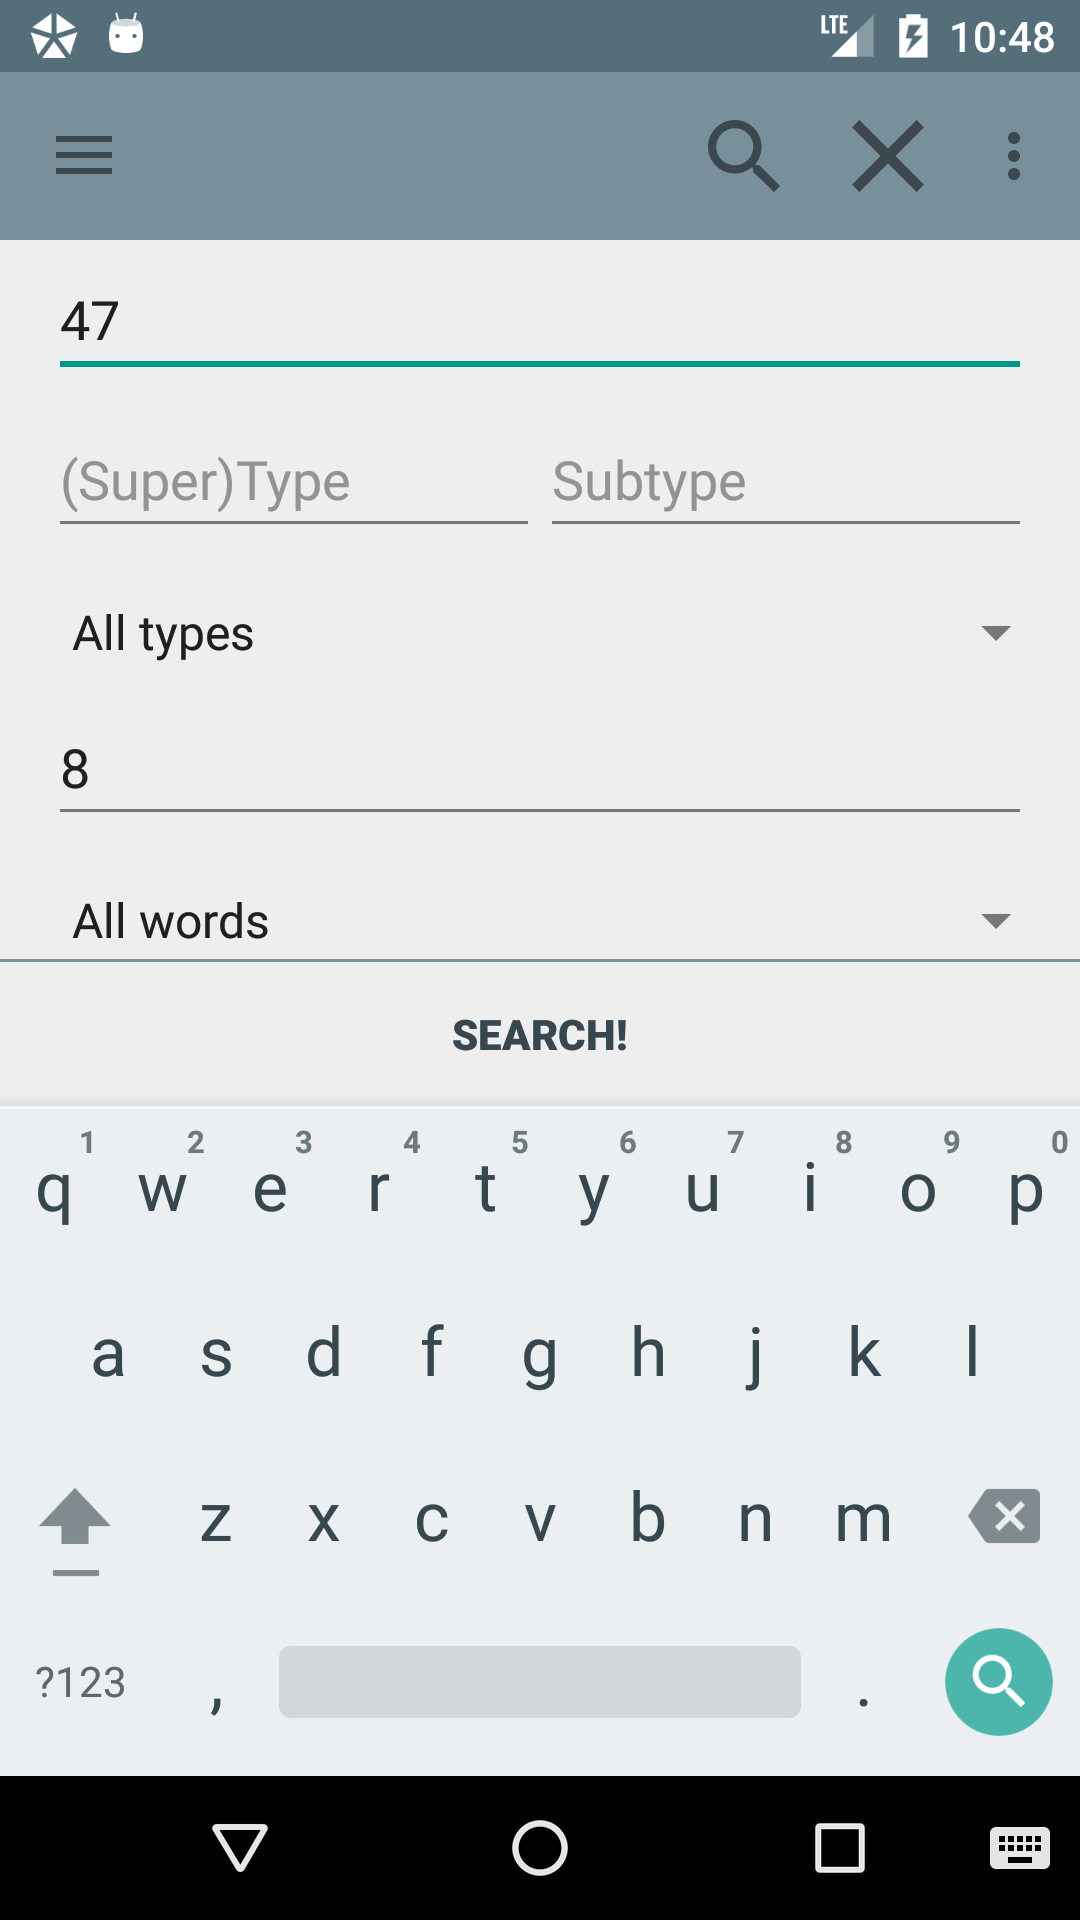 LTE 10:48
47
(Super)Type Subtype
All types
8
All words
SEARCH!
1 2 3 4 5 6 7 8 9 0
q w e r t y u i o p
a s d f g h j k l
z x c v b n m
?123 , .